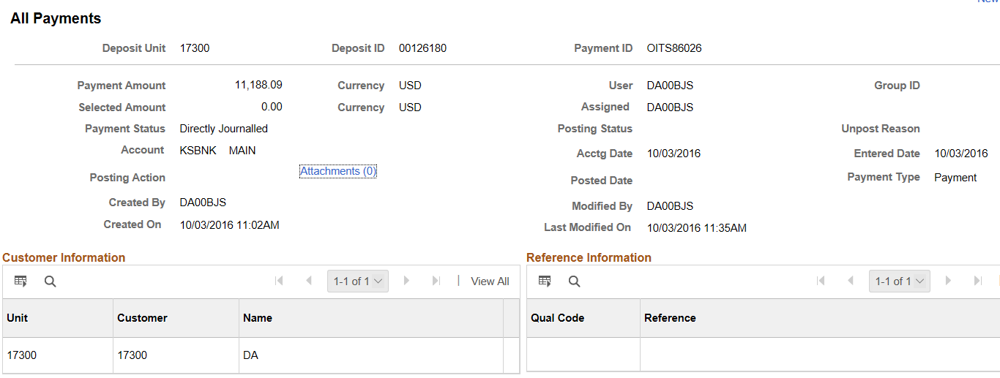 New
All Payments
Deposit Unit 17300 Deposit ID 00126180 Payment ID OITS86026
Payment Amount 11,188.09 Currency USD User DA00BJS Group ID
Selected Amount 0.00 Currency USD Assigned DA00BJS
Payment Status Directly Journalled Posting Status Unpost Reason
Account KSBNK MAIN Acctg Date 10/03/2016 Entered Date 10/03/2016
Posting Action Attachments (0) Posted Date Payment Type Payment
Created By DA00BJS Modified By DA00BJS
Created On 10/03/2016 11:02AM Last Modified On 10/03/2016 11:35AM
Customer Information Reference Information
1-1 of 1 | View All 1-1 of 1
Unit Customer Name Qual Code Reference
17300 17300 DA